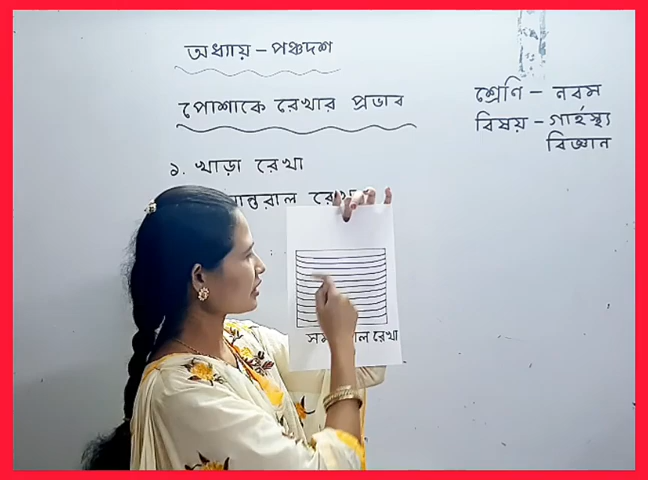 অধ্যায় – পঞ্চদশ
পোশাকে রেখার প্রভাব
শ্রেণি – নবম
বিষয় – গার্হস্থ্য
বিজ্ঞান
১. খাড়া রেখা
রেখা